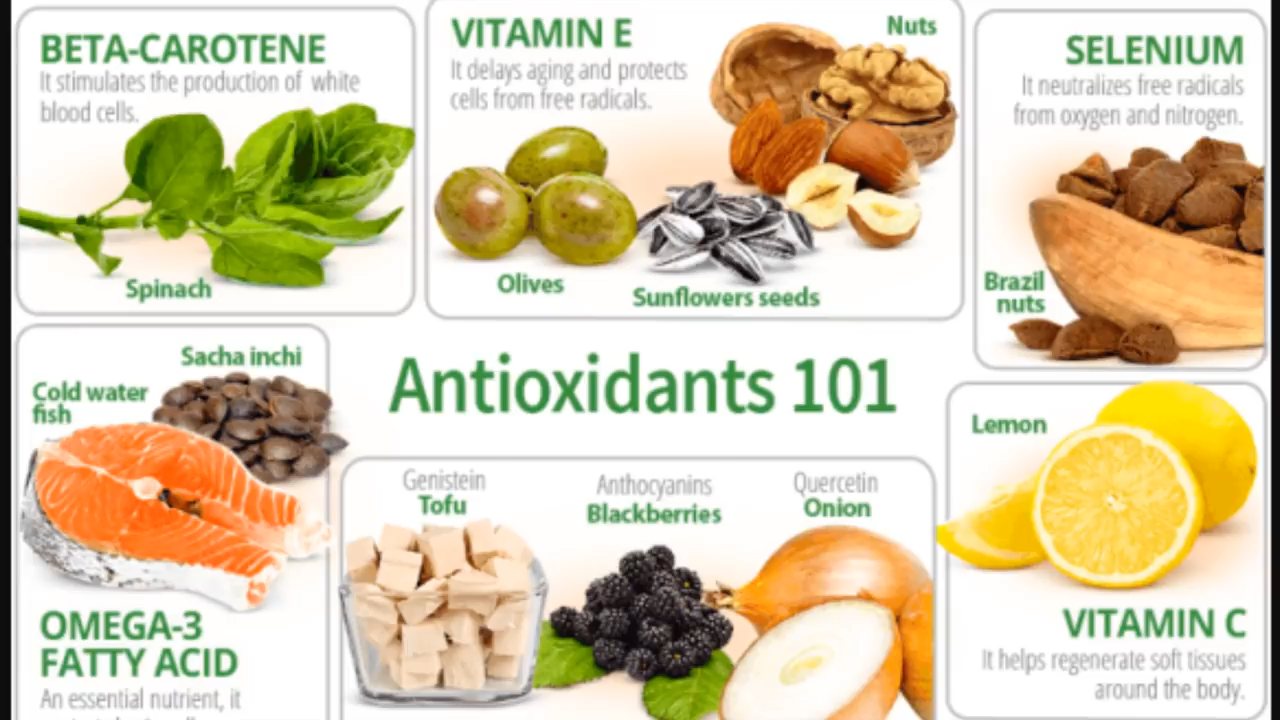 BETA-CAROTENE
It stimulates the production of white
blood cells.
Spinach
VITAMIN E
It delays aging and protects
cells from free radicals.
Nuts
Olives
Sunflowers seeds
SELENIUM
It neutralizes free radicals
from oxygen and nitrogen.
Brazil
nuts
Antioxidants 101
Sacha inchi
Cold water
fish
OMEGA-3
FATTY ACID
An essential nutrient, it
Genistein
Tofu
Anthocyanins
Blackberries
Quercetin
Onion
Lemon
VITAMIN C
It helps regenerate soft tissues
around the body.